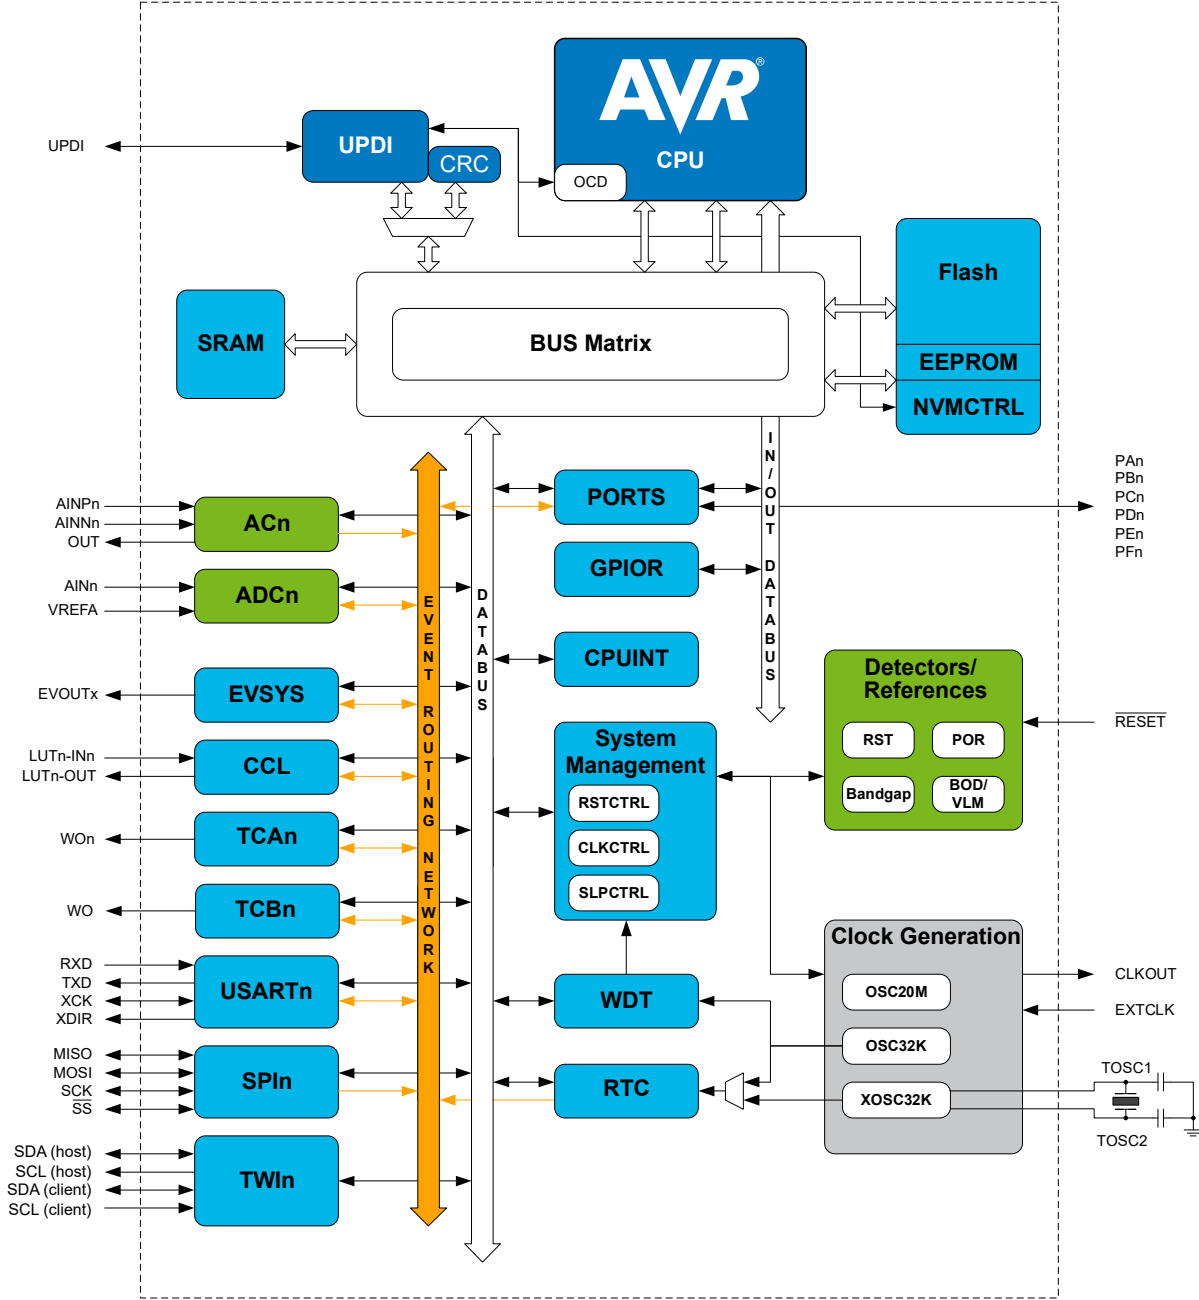 AVR®
CPU
OCD
UPDI
UPDI
CRC
Flash
EEPROM
NVMCTRL
SRAM
BUS Matrix
IN/OUT DATABUS
DATABUS
EVENT ROUTING NETWORK
PORTS
PAn
PBn
PCn
PDn
PEn
PFn
AINPn
AINNn
OUT
ACn
GPIOR
AINn
VREFA
ADCn
CPUINT
EVOUTx
EVSYS
Detectors/
References
RST
POR
Bandgap
BOD/
VLM
RESET
LUTn-INn
LUTn-OUT
CCL
System
Management
RSTCTRL
CLKCTRL
SLPCTRL
WOn
TCAn
WO
TCBn
Clock Generation
OSC20M
OSC32K
XOSC32K
CLKOUT
EXTCLK
TOSC1
TOSC2
RXD
TXD
XCK
XDIR
USARTn
WDT
MISO
MOSI
SCK
SS
SPIn
RTC
SDA (host)
SCL (host)
SDA (client)
SCL (client)
TWIn